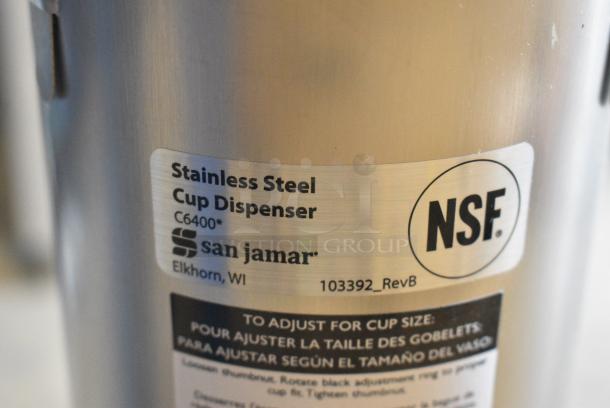 Stainless Steel
Cup Dispenser
C6400*
san jamar
Elkhorn, WI
103392_RevB
NSF®
AUCTION GROUP
TO ADJUST FOR CUP SIZE:
POUR AJUSTER LA TAILLE DES GOBELETS:
PARA AJUSTAR SEGÚN EL TAMAÑO DEL VASO:
Loosen thumbnut. Rotate black adjustment ring to proper
cup fit. Tighten thumbnut.